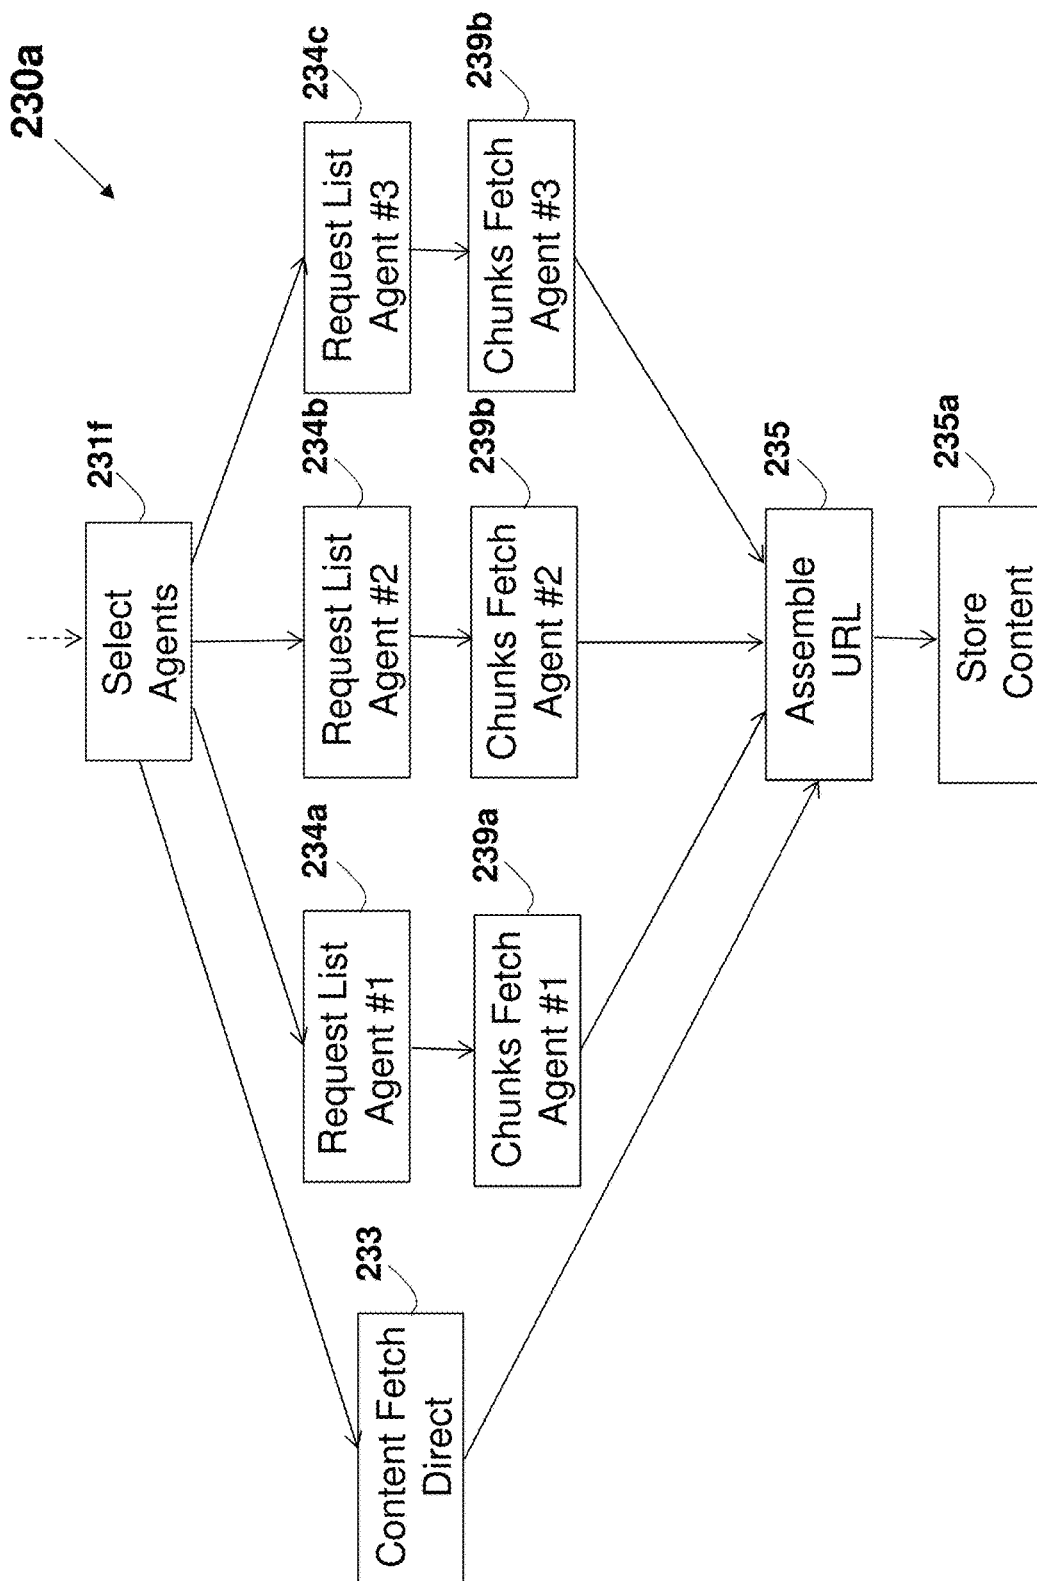 230a
231f
Select
Agents
233
Content Fetch
Direct
234a
Request List
Agent #1
234b
Request List
Agent #2
234c
Request List
Agent #3
239a
Chunks Fetch
Agent #1
239b
Chunks Fetch
Agent #2
239b
Chunks Fetch
Agent #3
235
Assemble
URL
235a
Store
Content